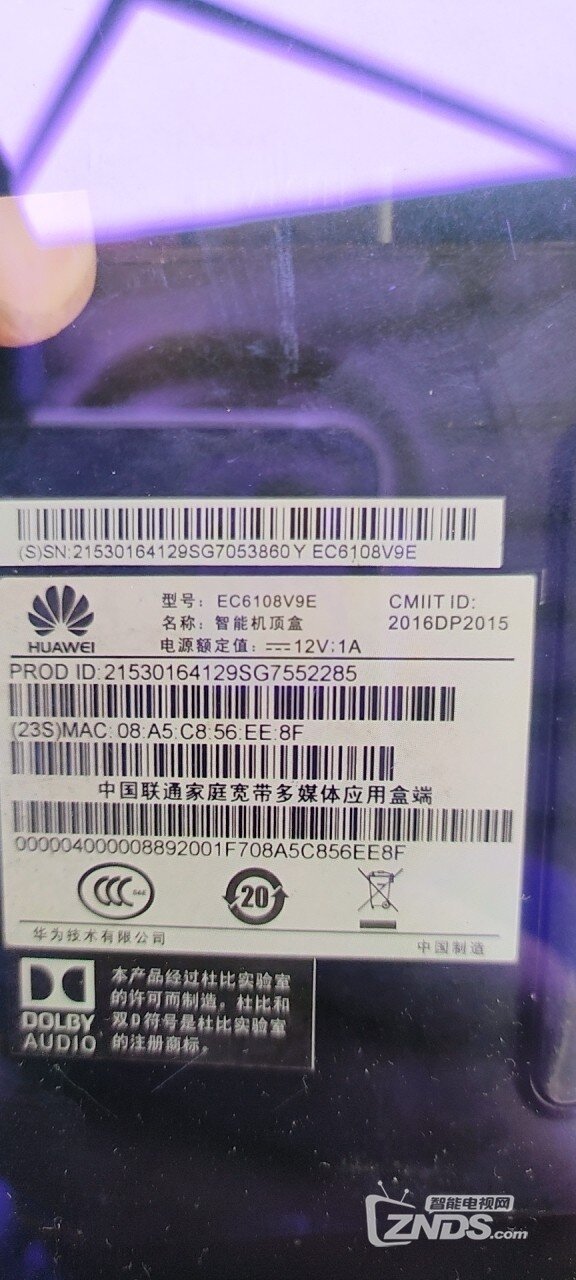 (S)SN:21530164129SG7053860Y EC6108V9E
HUAWEI
型号: EC6108V9E
名称: 智能机顶盒
电源额定值: ⎓12V;1A
CMIIT ID:
2016DP2015
PROD ID:21530164129SG7552285
(23S)MAC: 08:A5:C8:56:EE:8F
中国联通家庭宽带多媒体应用盒端
000004000008892001F708A5C856EE8F
CCC
20
华为技术有限公司
中国制造
DOLBY
AUDIO
本产品经过杜比实验室
的许可而制造。杜比和
双D符号是杜比实验室
的注册商标。
智能电视网
ZNDS.com